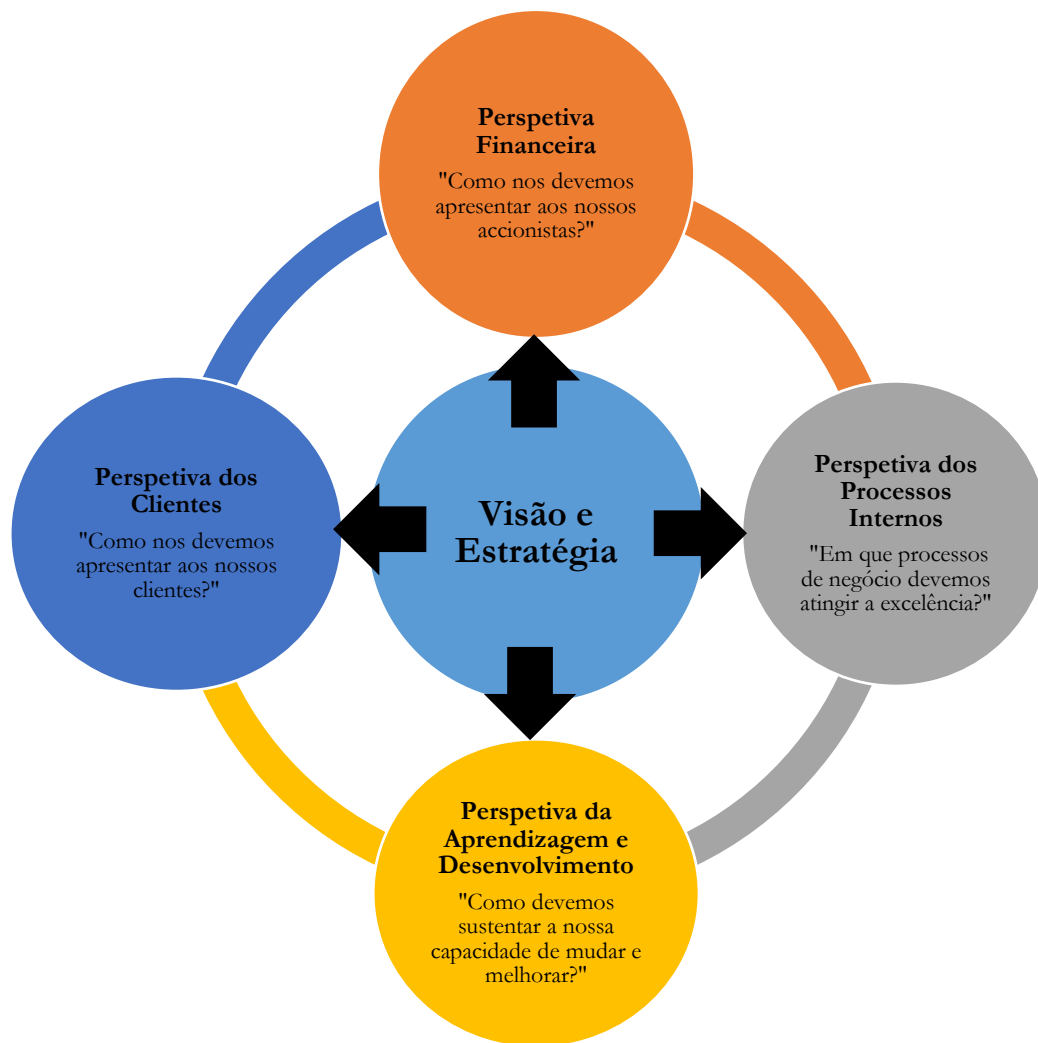 Perspetiva
Financeira
"Como nos devemos
apresentar aos nossos
accionistas?"
Perspetiva dos
Clientes
"Como nos devemos
apresentar aos nossos
clientes?"
Visão e
Estratégia
Perspetiva dos
Processos
Internos
"Em que processos
de negócio devemos
atingir a excelência?"
Perspetiva da
Aprendizagem e
Desenvolvimento
"Como devemos
sustentar a nossa
capacidade de mudar e
melhorar?"